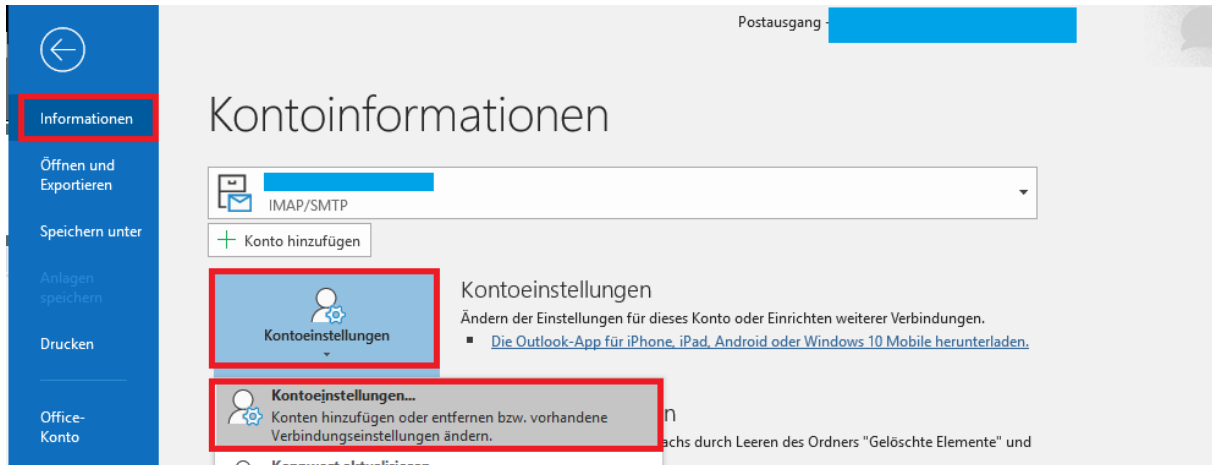 Postausgang -
Informationen
Öffnen und
Exportieren
Speichern unter
Anlagen
speichern
Drucken
Office-
Konto
Kontoinformationen
IMAP/SMTP
Konto hinzufügen
Kontoeinstellungen
Kontoeinstellungen
Ändern der Einstellungen für dieses Konto oder Einrichten weiterer Verbindungen.
Die Outlook-App für iPhone, iPad, Android oder Windows 10 Mobile herunterladen.
Kontoeinstellungen...
Konten hinzufügen oder entfernen bzw. vorhandene
Verbindungseinstellungen ändern.
n
achs durch Leeren des Ordners "Gelöschte Elemente" und
Kennwort aktualisieren